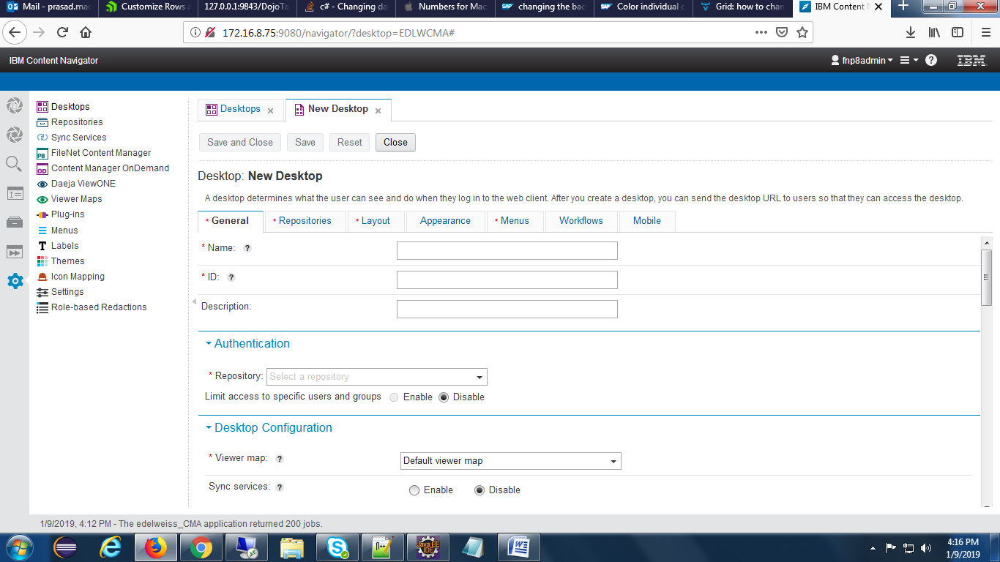 Mail - prasad.mac
Customize Rows a
127.0.0.1:9843/DojoTa
c# - Changing da
Numbers for Mac
changing the bac
Color individual c
Grid: how to chan
IBM Content N
172.16.8.75:9080/navigator/?desktop=EDLWCMA#
IBM Content Navigator
fnp8admin
IBM.
Desktops
Repositories
Sync Services
FileNet Content Manager
Content Manager OnDemand
Daeja ViewONE
Viewer Maps
Plug-ins
Menus
Labels
Themes
Icon Mapping
Settings
Role-based Redactions
Desktops x
New Desktop x
Save and Close
Save
Reset
Close
Desktop: New Desktop
A desktop determines what the user can see and do when they log in to the web client. After you create a desktop, you can send the desktop URL to users so that they can access the desktop.
* General
* Repositories
* Layout
Appearance
* Menus
Workflows
Mobile
* Name: ?
* ID: ?
Description:
Authentication
* Repository: Select a repository
Limit access to specific users and groups Enable Disable
Desktop Configuration
* Viewer map: ? Default viewer map
Sync services: ? Enable Disable
1/9/2019, 4:12 PM - The edelweiss_CMA application returned 200 jobs.
4:16 PM
1/9/2019